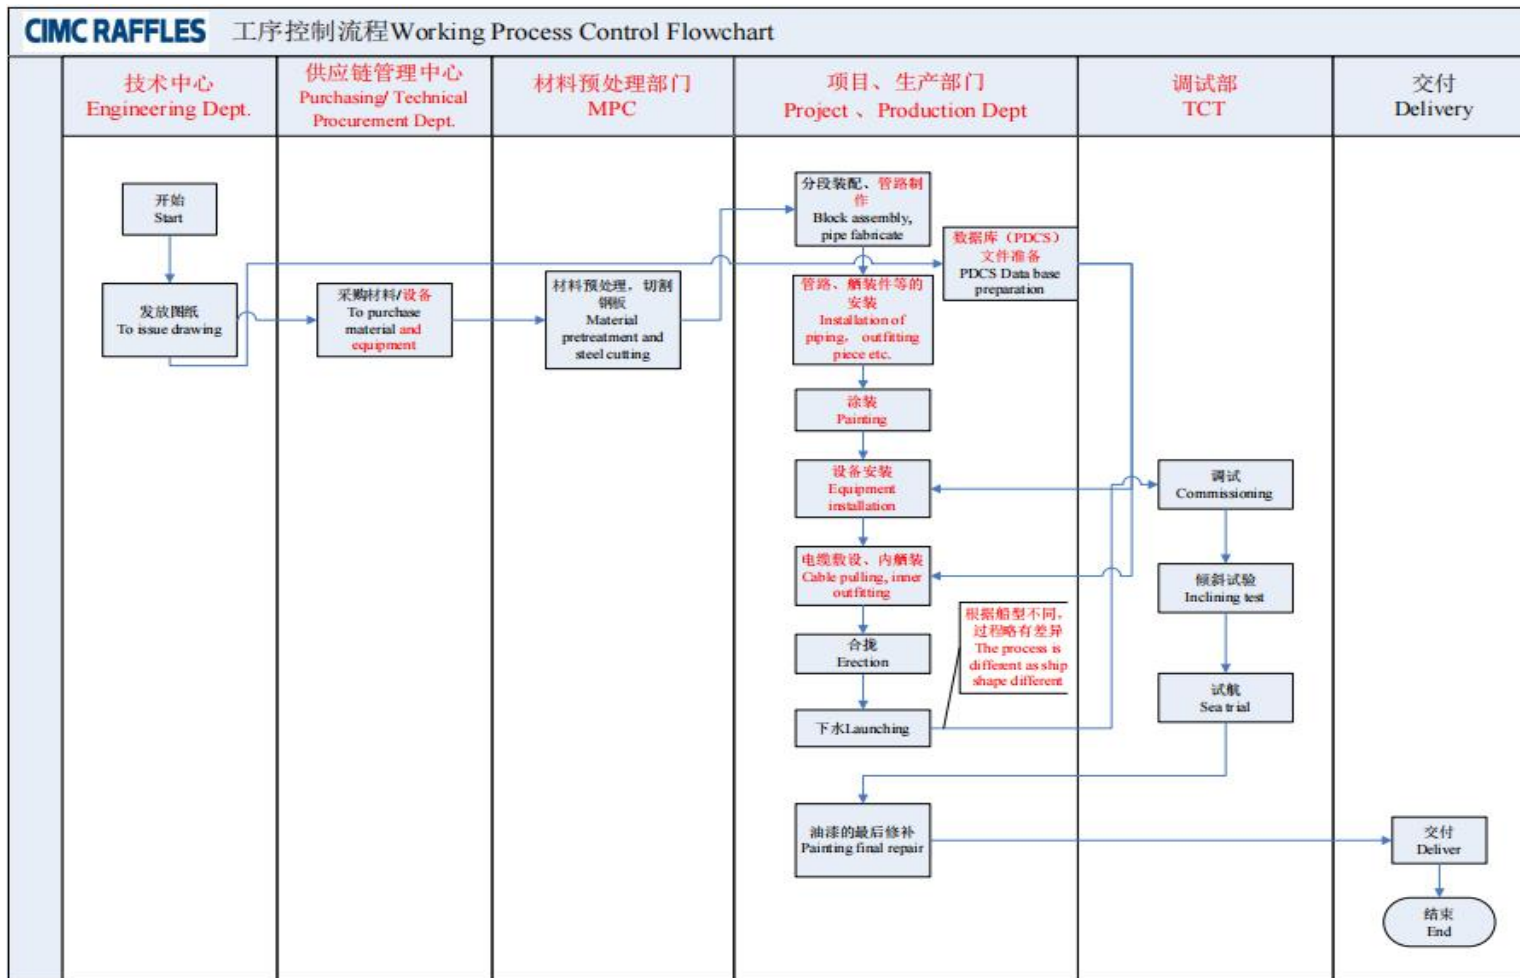 CIMC RAFFLES 工序控制流程Working Process Control Flowchart
技术中心
Engineering Dept.
供应链管理中心
Purchasing/ Technical
Procurement Dept.
材料预处理部门
MPC
项目、生产部门
Project 、Production Dept
调试部
TCT
交付
Delivery
开始
Start
发放图纸
To issue drawing
采购材料/设备
To purchase
material and
equipment
材料预处理，切割
钢板
Material
pretreatment and
steel cutting
分段装配、管路制
作
Block assembly,
pipe fabricate
数据库（PDCS）
文件准备
PDCS Data base
preparation
管路、舾装件等的
安装
Installation of
piping， outfitting
piece etc.
涂装
Painting
设备安装
Equipment
installation
电缆敷设、内舾装
Cable pulling, inner
outfitting
合拢
Erection
根据船型不同，
过程略有差异
The process is
different as ship
shape different
下水Launching
调试
Commissioning
倾斜试验
Inclining test
试航
Sea trial
油漆的最后修补
Painting final repair
交付
Deliver
结束
End